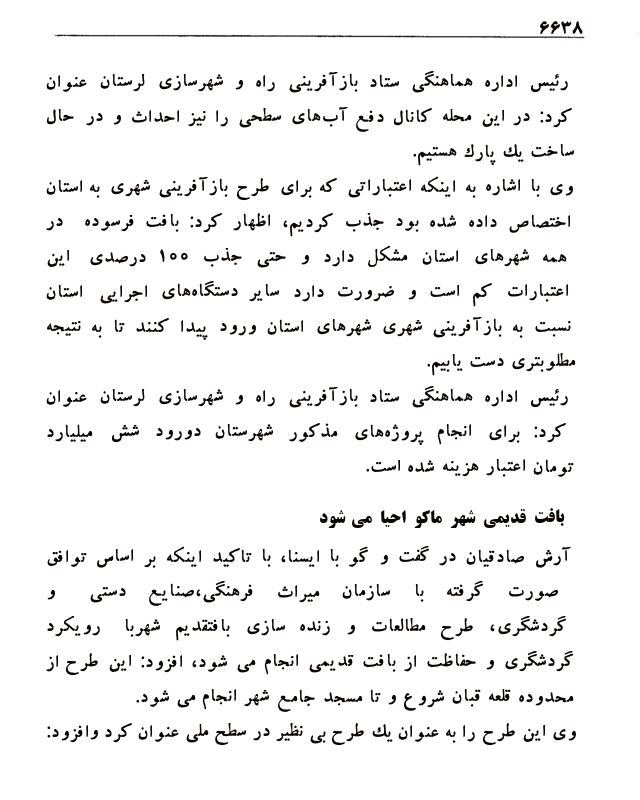 ۶۶۳۸
رئیس اداره هماهنگی ستاد بازآفرینی راه و شهرسازی لرستان عنوان
کرد: در این محله کانال دفع آب‌های سطحی را نیز احداث و در حال
ساخت یك پارك هستیم.
وی با اشاره به اینکه اعتباراتی که برای طرح بازآفرینی شهری به استان
اختصاص داده شده بود جذب کردیم، اظهار کرد: بافت فرسوده در
همه شهرهای استان مشکل دارد و حتی جذب ۱۰۰ درصدی این
اعتبارات کم است و ضرورت دارد سایر دستگاه‌های اجرایی استان
نسبت به بازآفرینی شهری شهرهای استان ورود پیدا کنند تا به نتیجه
مطلوبتری دست یابیم.
رئیس اداره هماهنگی ستاد بازآفرینی راه و شهرسازی لرستان عنوان
کرد: برای انجام پروژه‌های مذکور شهرستان دورود شش میلیارد
تومان اعتبار هزینه شده است.
بافت قدیمی شهر ماکو احیا می شود
آرش صادقیان در گفت و گو با ایسنا، با تاکید اینکه بر اساس توافق
صورت گرفته با سازمان میراث فرهنگی،صنایع دستی و
گردشگری، طرح مطالعات و زنده سازی بافتقدیم شهربا رویکرد
گردشگری و حفاظت از بافت قدیمی انجام می شود، افزود: این طرح از
محدوده قلعه قبان شروع و تا مسجد جامع شهر انجام می شود.
وی این طرح را به عنوان یك طرح بی نظیر در سطح ملی عنوان کرد وافزود: